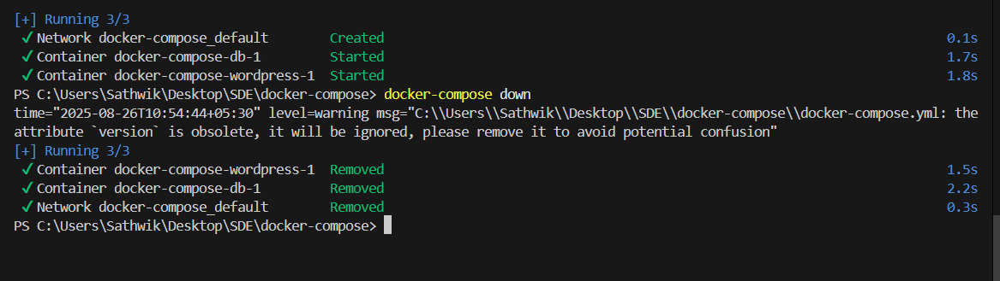 [+] Running 3/3
✔ Network docker-compose_default        Created        0.1s
✔ Container docker-compose-db-1         Started        1.7s
✔ Container docker-compose-wordpress-1  Started        1.8s
PS C:\Users\Sathwik\Desktop\SDE\docker-compose> docker-compose down
time="2025-08-26T10:54:44+05:30" level=warning msg="C:\\Users\\Sathwik\\Desktop\\SDE\\docker-compose\\docker-compose.yml: the
attribute `version` is obsolete, it will be ignored, please remove it to avoid potential confusion"
[+] Running 3/3
✔ Container docker-compose-wordpress-1  Removed        1.5s
✔ Container docker-compose-db-1         Removed        2.2s
✔ Network docker-compose_default        Removed        0.3s
PS C:\Users\Sathwik\Desktop\SDE\docker-compose>